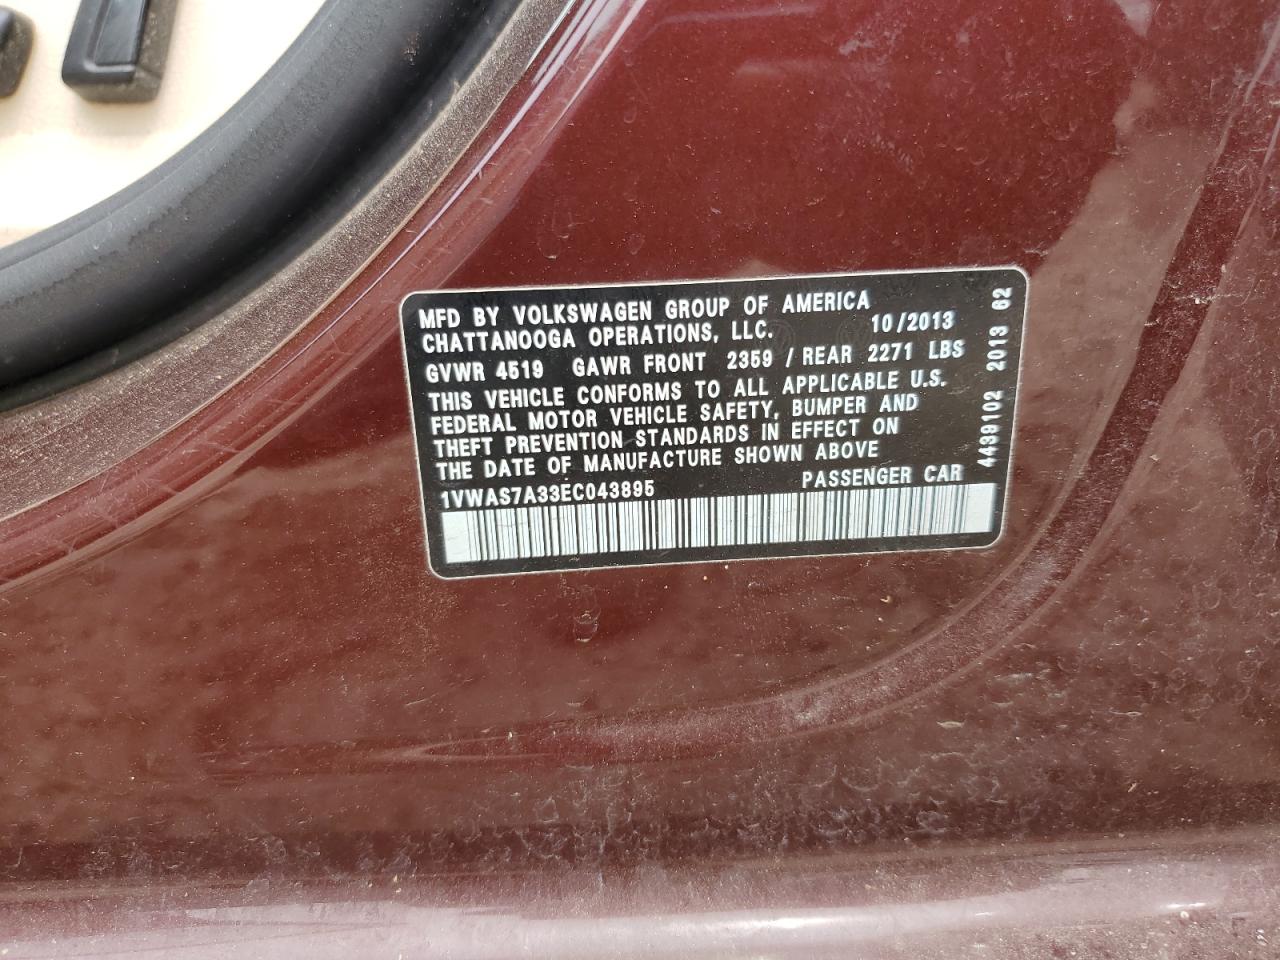 MFD BY VOLKSWAGEN GROUP OF AMERICA
CHATTANOOGA OPERATIONS, LLC. 10/2013
GVWR 4519 GAWR FRONT 2359 / REAR 2271 LBS
THIS VEHICLE CONFORMS TO ALL APPLICABLE U.S.
FEDERAL MOTOR VEHICLE SAFETY, BUMPER AND
THEFT PREVENTION STANDARDS IN EFFECT ON
THE DATE OF MANUFACTURE SHOWN ABOVE
1VWAS7A33EC043895 PASSENGER CAR
4439102 2013 62